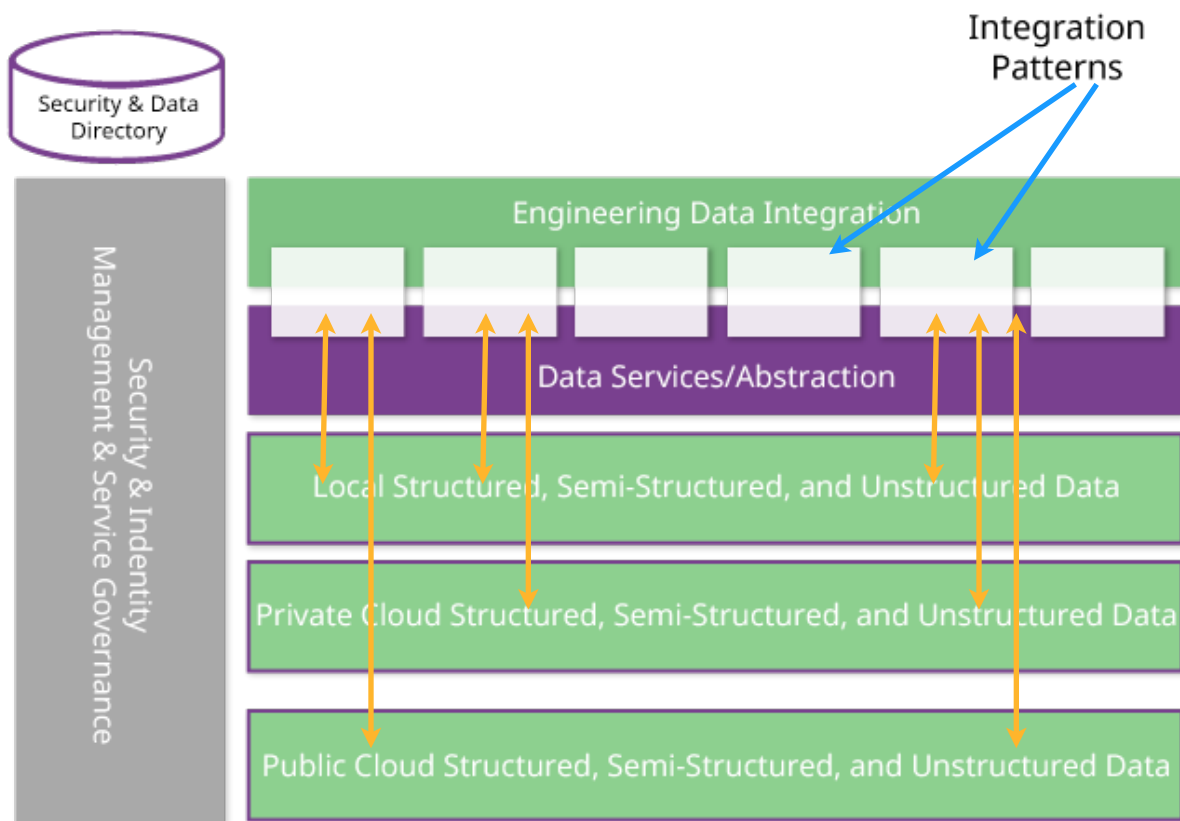 Integration
Patterns
Security & Data
Directory
Engineering Data Integration
Data Services/Abstraction
Security & Indentity
Management & Service Governance
Local Structured, Semi-Structured, and Unstructured Data
Private Cloud Structured, Semi-Structured, and Unstructured Data
Public Cloud Structured, Semi-Structured, and Unstructured Data